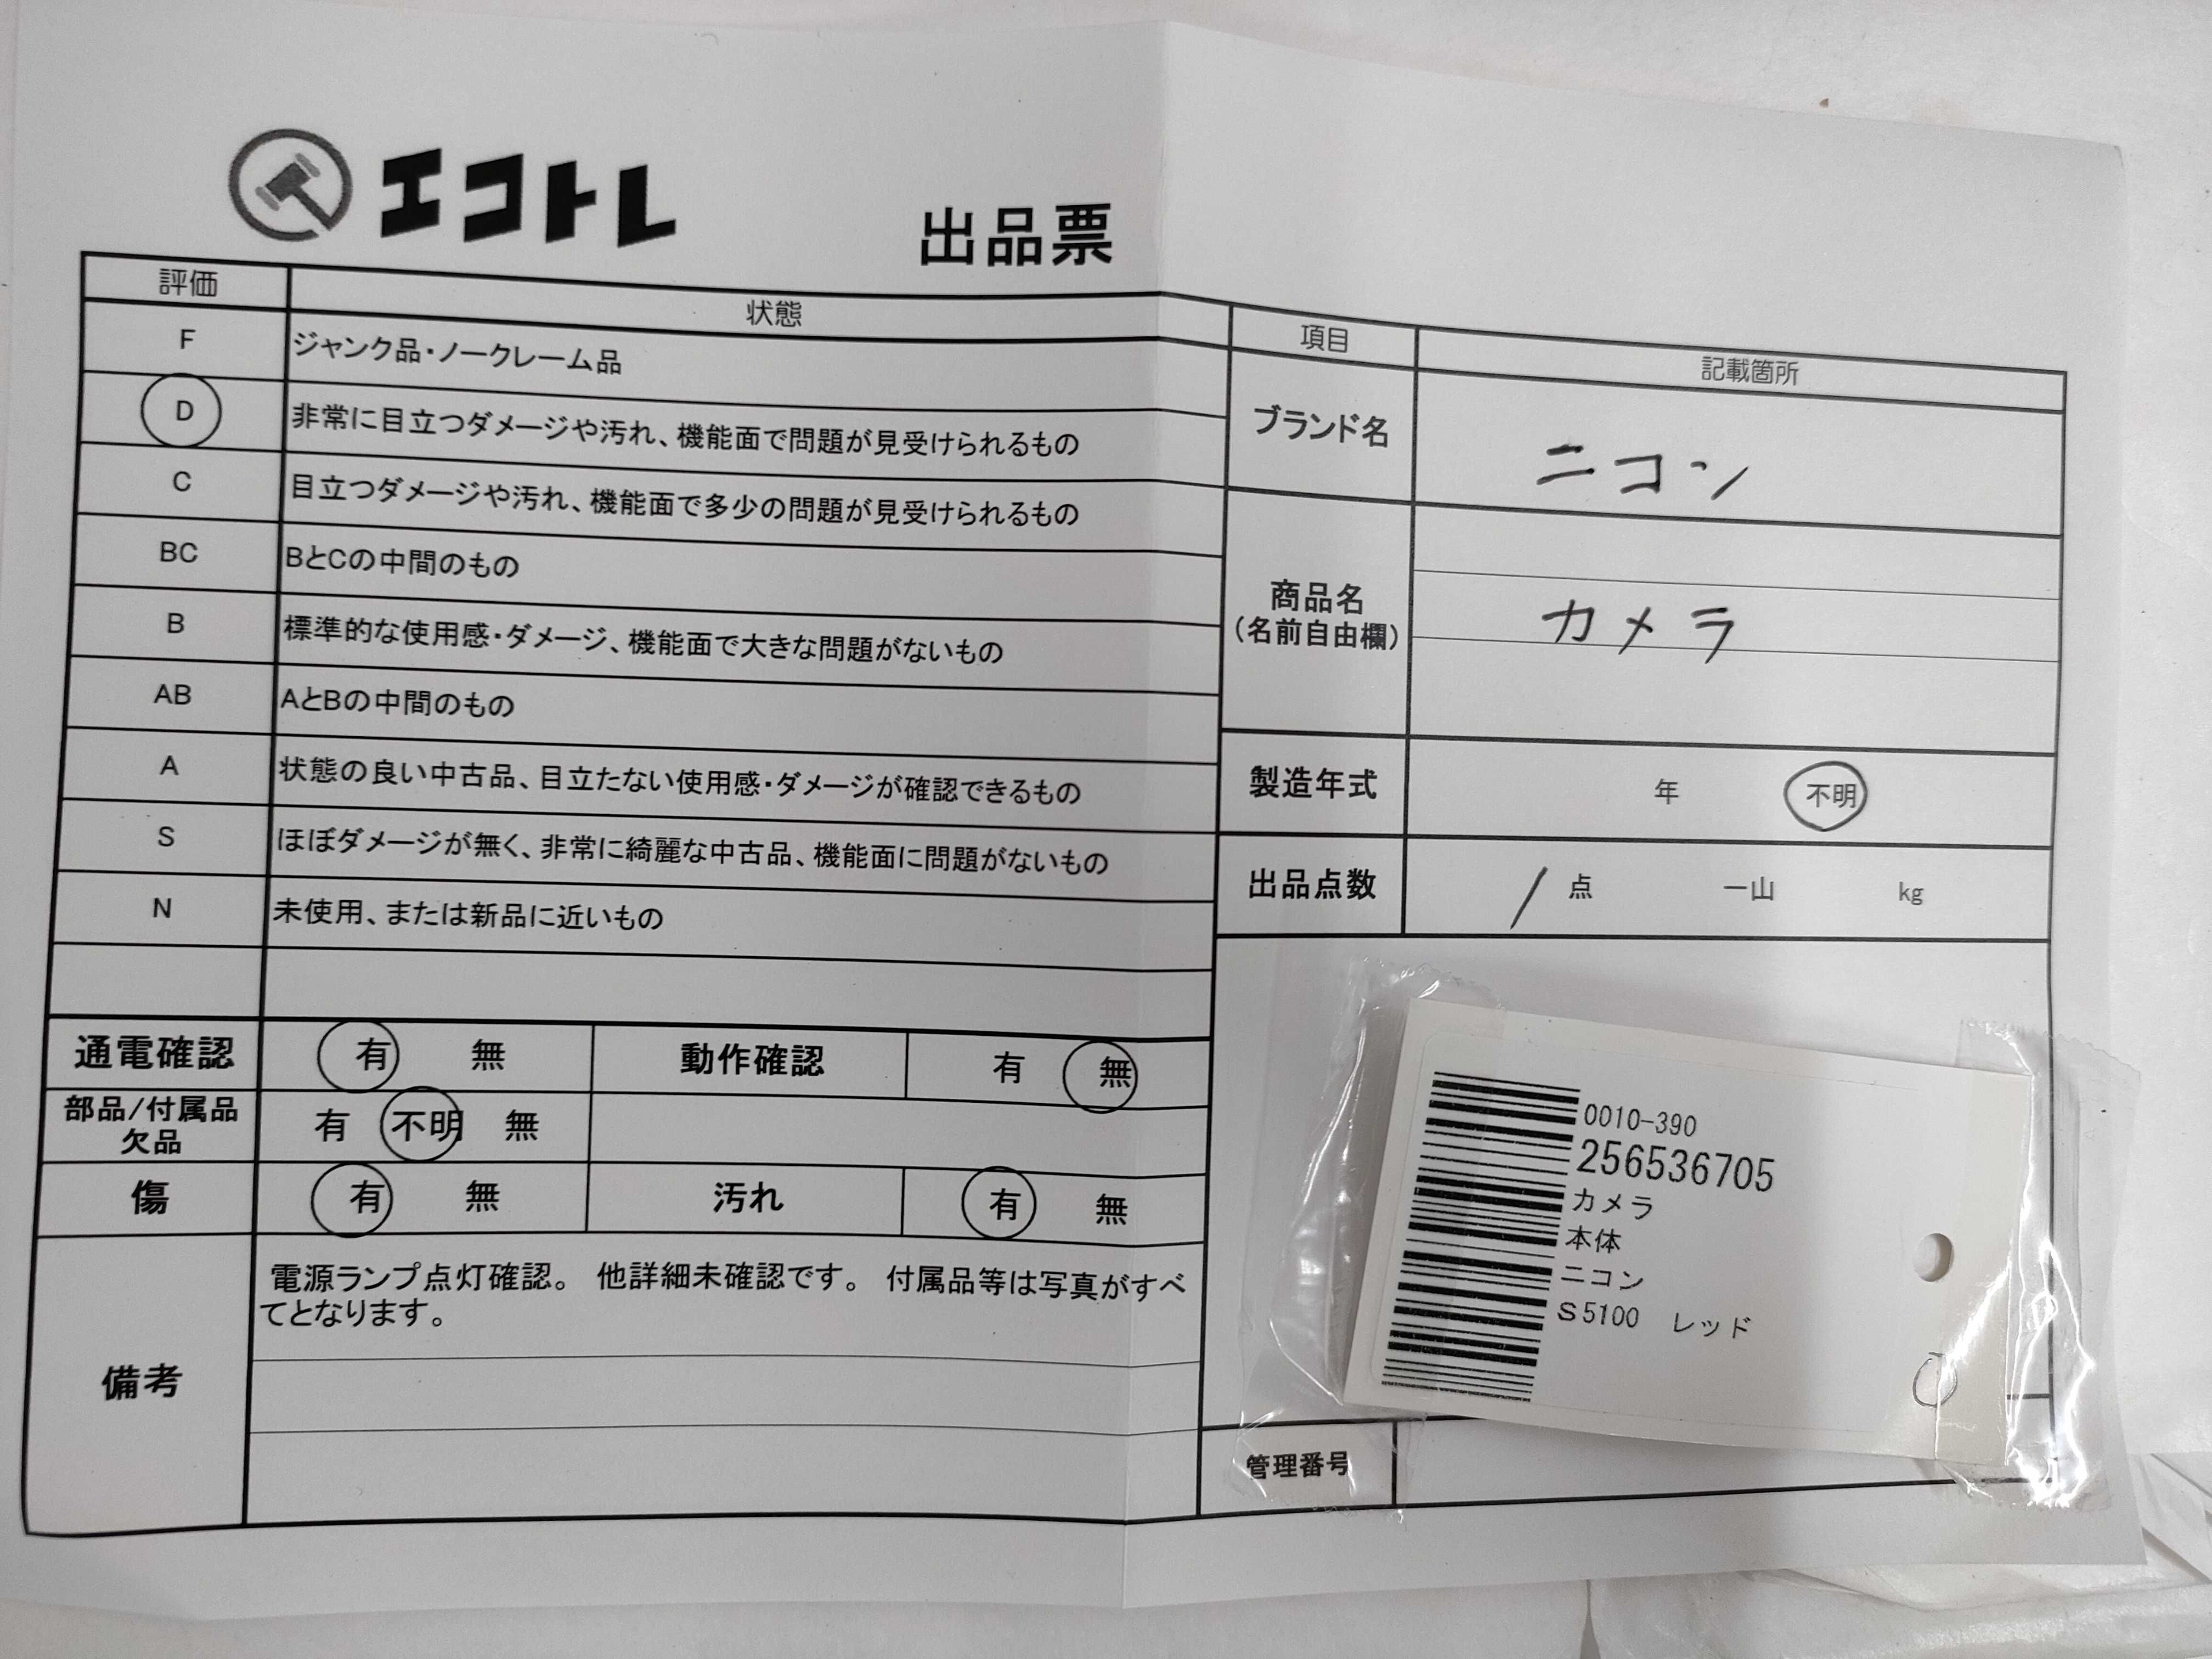 エコトレ
出品票
評価 状態
F ジャンク品・ノークレーム品
D 非常に目立つダメージや汚れ、機能面で問題が見受けられるもの
C 目立つダメージや汚れ、機能面で多少の問題が見受けられるもの
BC BとCの中間のもの
B 標準的な使用感・ダメージ、機能面で大きな問題がないもの
AB AとBの中間のもの
A 状態の良い中古品、目立たない使用感・ダメージが確認できるもの
S ほぼダメージが無く、非常に綺麗な中古品、機能面に問題がないもの
N 未使用、または新品に近いもの
通電確認 有 無 動作確認 有 無
部品/付属品
欠品
有 不明 無
傷 有 無 汚れ 有 無
備考
電源ランプ点灯確認。 他詳細未確認です。 付属品等は写真がすべ
てとなります。
項目 記載箇所
ブランド名 ニコン
商品名
(名前自由欄)
カメラ
製造年式 年 不明
出品点数 1 点 一山 kg
0010-390
256536705
カメラ
本体
ニコン
S5100 レッド
管理番号